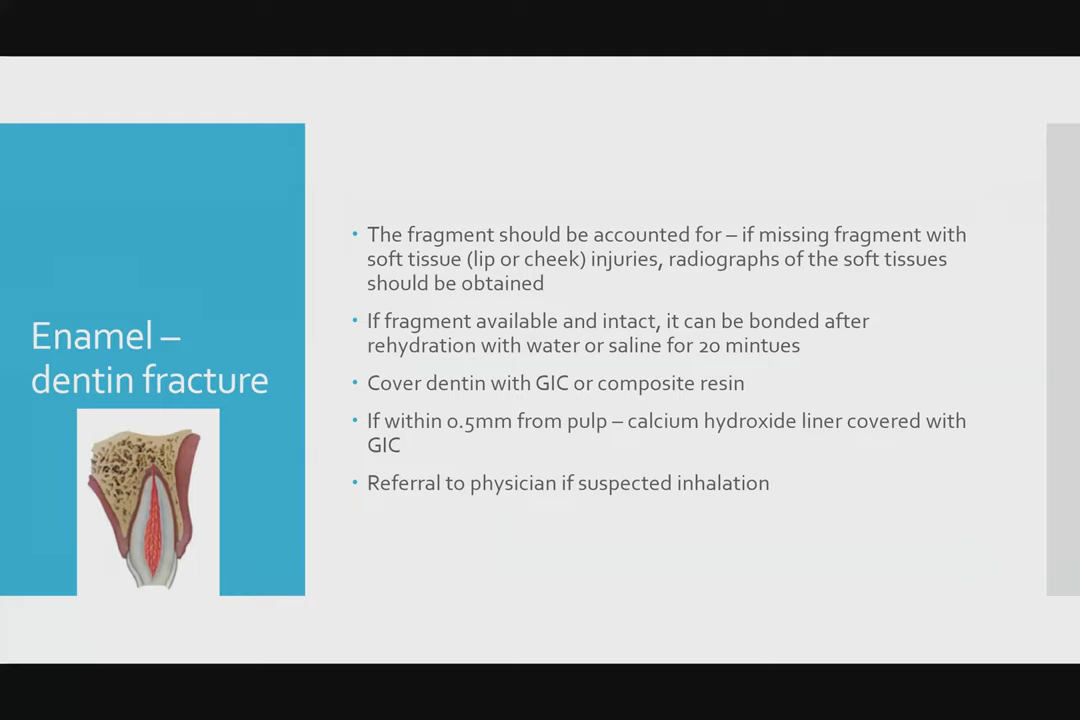 Enamel –
dentin fracture
• The fragment should be accounted for – if missing fragment with
soft tissue (lip or cheek) injuries, radiographs of the soft tissues
should be obtained
• If fragment available and intact, it can be bonded after
rehydration with water or saline for 20 mintues
• Cover dentin with GIC or composite resin
• If within 0.5mm from pulp – calcium hydroxide liner covered with
GIC
• Referral to physician if suspected inhalation